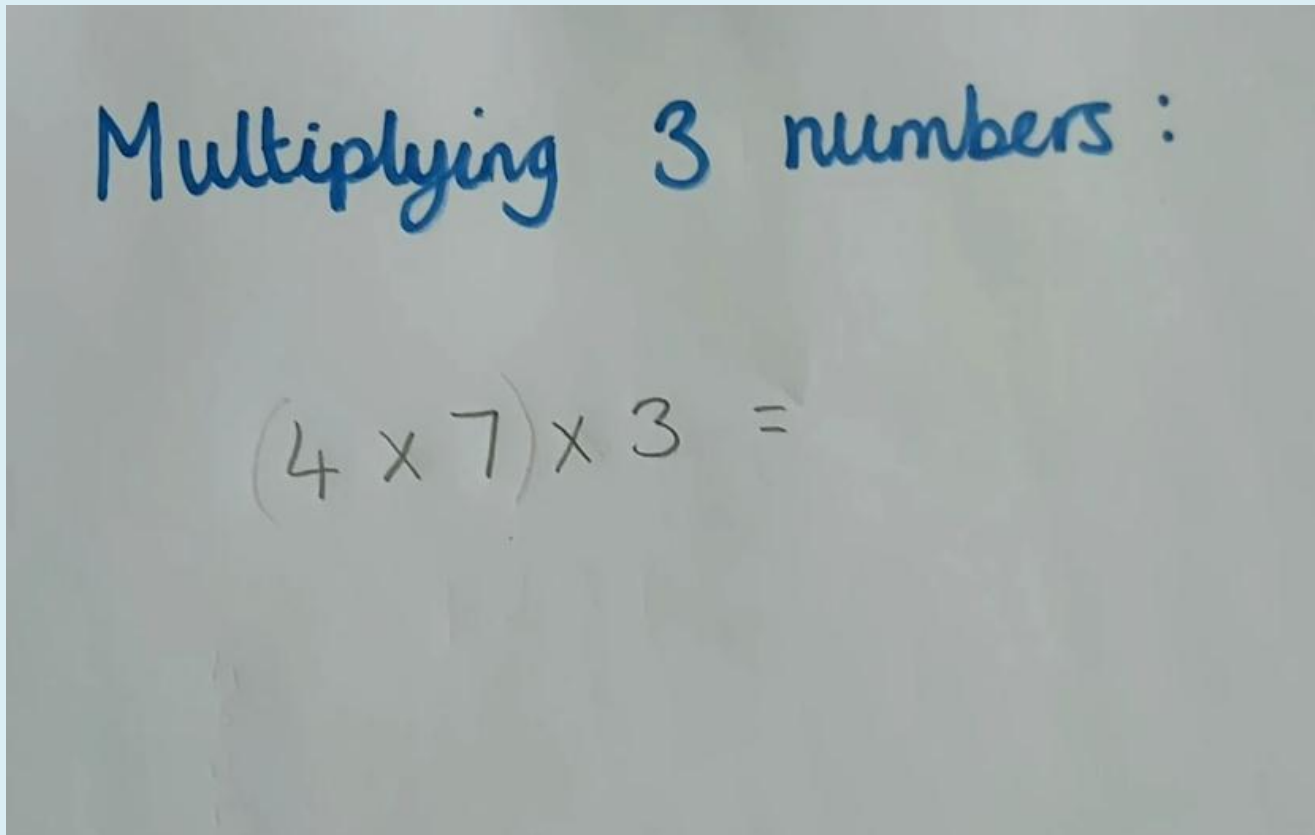 Multiplying 3 numbers :
(4 x 7) x 3 =